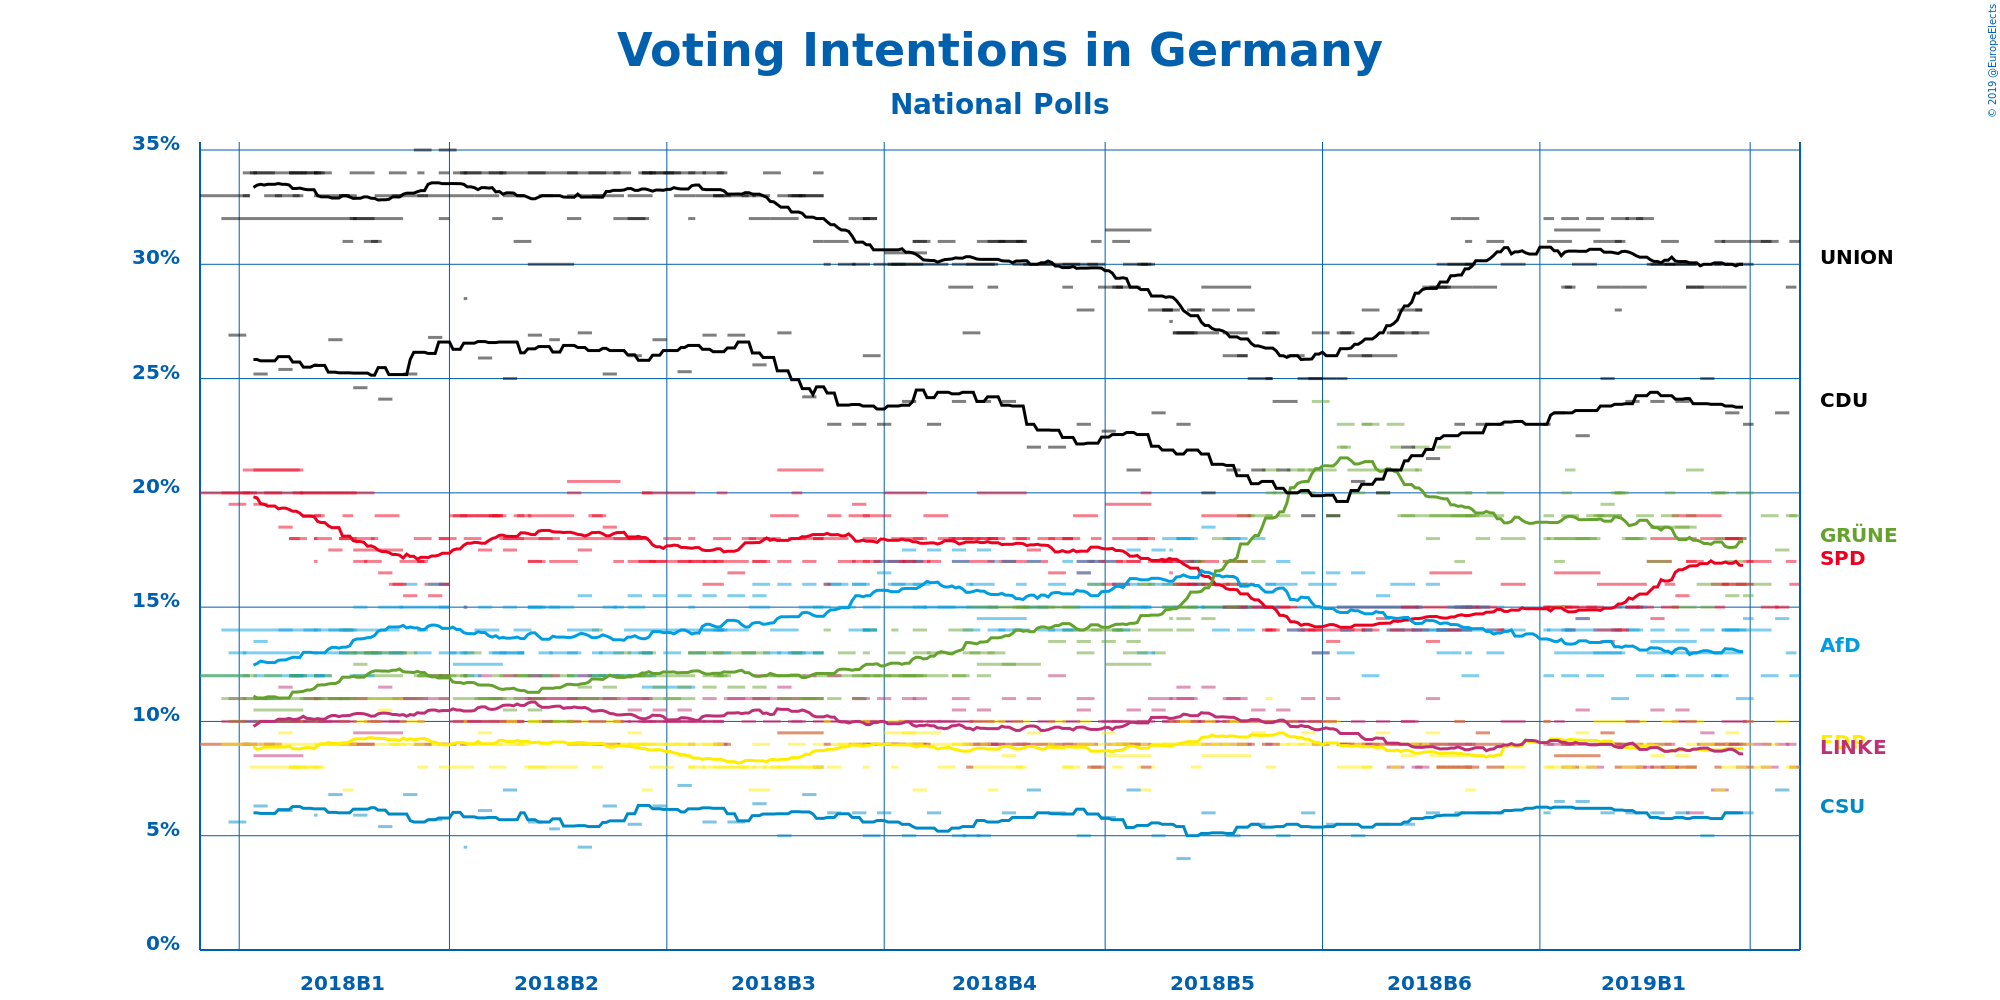 Voting Intentions in Germany
National Polls
© 2019 @EuropeElects
35%
30%
25%
20%
15%
10%
5%
0%
UNION
CDU
GRÜNE
SPD
AfD
FDP
LINKE
CSU
2018B1 2018B2 2018B3 2018B4 2018B5 2018B6 2019B1